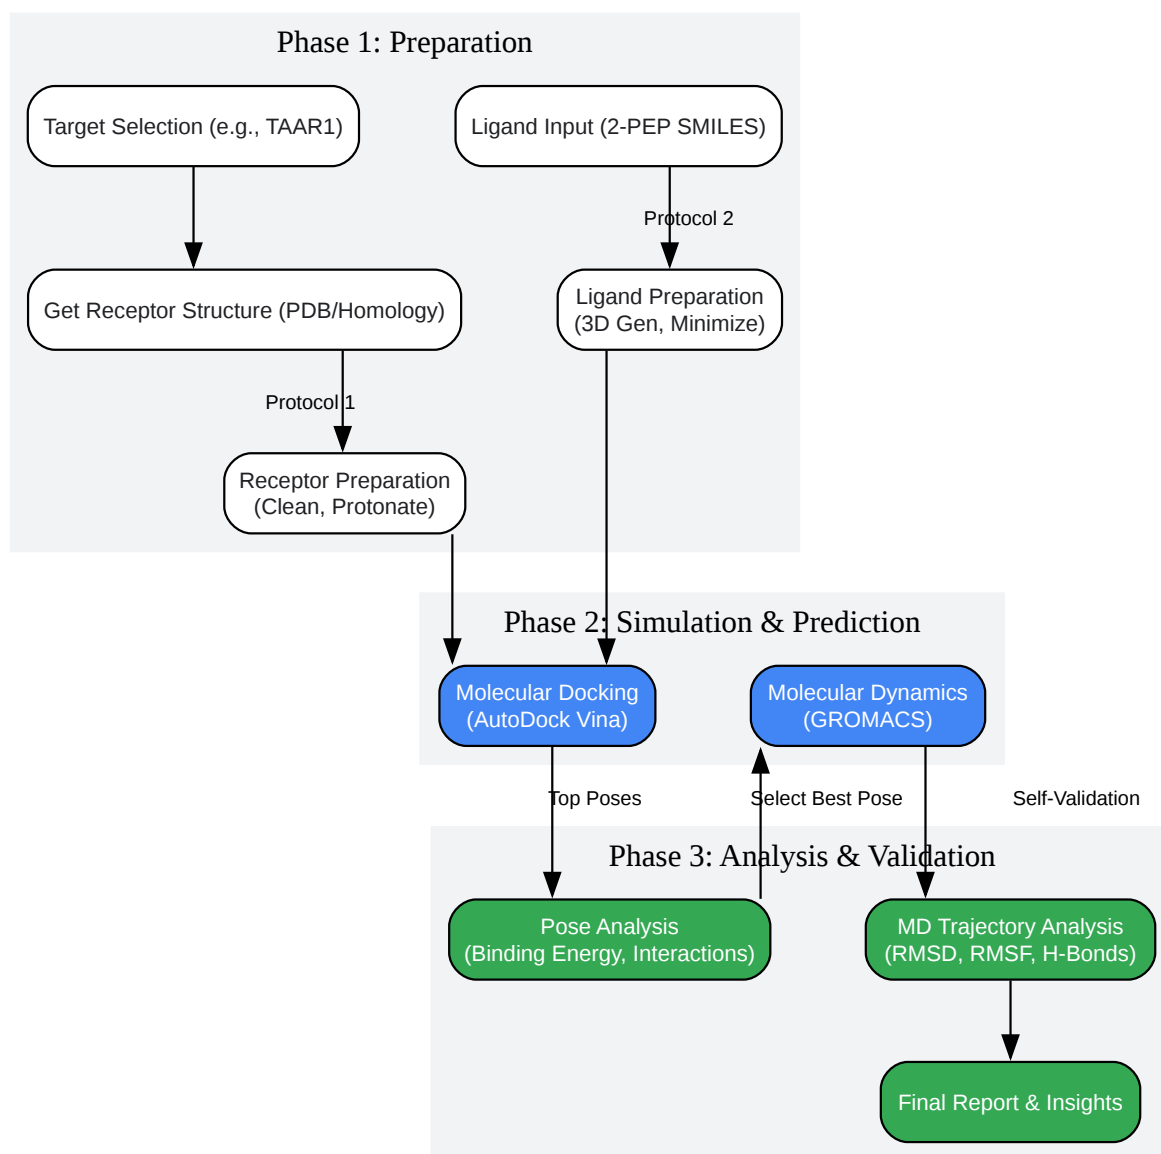 Phase 1: Preparation
Target Selection (e.g., TAAR1)
Ligand Input (2-PEP SMILES)
Protocol 2
Get Receptor Structure (PDB/Homology)
Ligand Preparation
(3D Gen, Minimize)
Protocol 1
Receptor Preparation
(Clean, Protonate)
Phase 2: Simulation & Prediction
Molecular Docking
(AutoDock Vina)
Molecular Dynamics
(GROMACS)
Top Poses
Select Best Pose
Self-Validation
Phase 3: Analysis & Validation
Pose Analysis
(Binding Energy, Interactions)
MD Trajectory Analysis
(RMSD, RMSF, H-Bonds)
Final Report & Insights